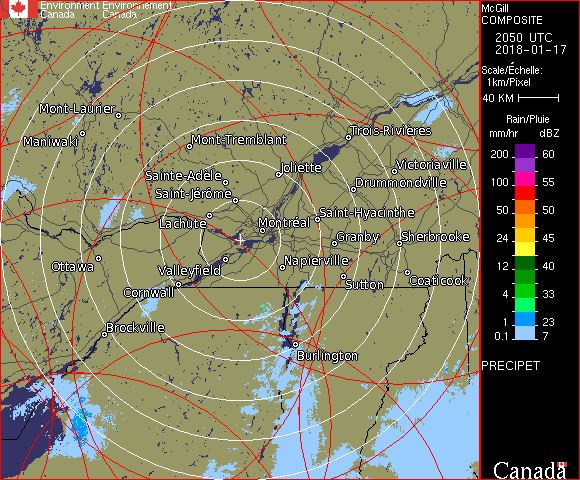 Environment Environnement
Canada Canada
McGill
COMPOSITE
2050 UTC
2018-01-17
Scale/Échelle:
1km/Pixel
40 KM
Rain/Pluie
mm/hr dBZ
200 60
150 57
100 55
50 50
24 45
12 40
4 33
1 23
0.1 7
PRECIPET
Canada
Mont-Laurier
Maniwaki
Mont-Tremblant
Trois-Rivières
Joliette
Victoriaville
Sainte-Adèle
Drummondville
Saint-Jérôme
Saint-Hyacinthe
Lachute
Montréal
Granby
Sherbrooke
Ottawa
Valleyfield
Napierville
Sutton
Coaticook
Cornwall
Brockville
Burlington